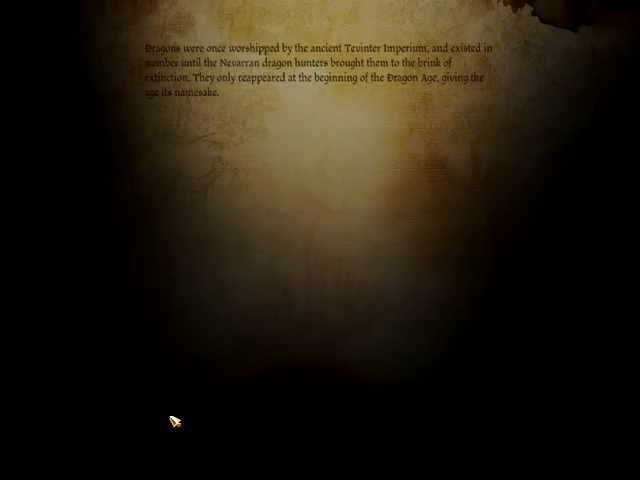 Dragons were once worshipped by the ancient Tevinter Imperium, and existed in
number until the Nevarran dragon hunters brought them to the brink of
extinction. They only reappeared at the beginning of the Dragon Age, giving the
age its namesake.